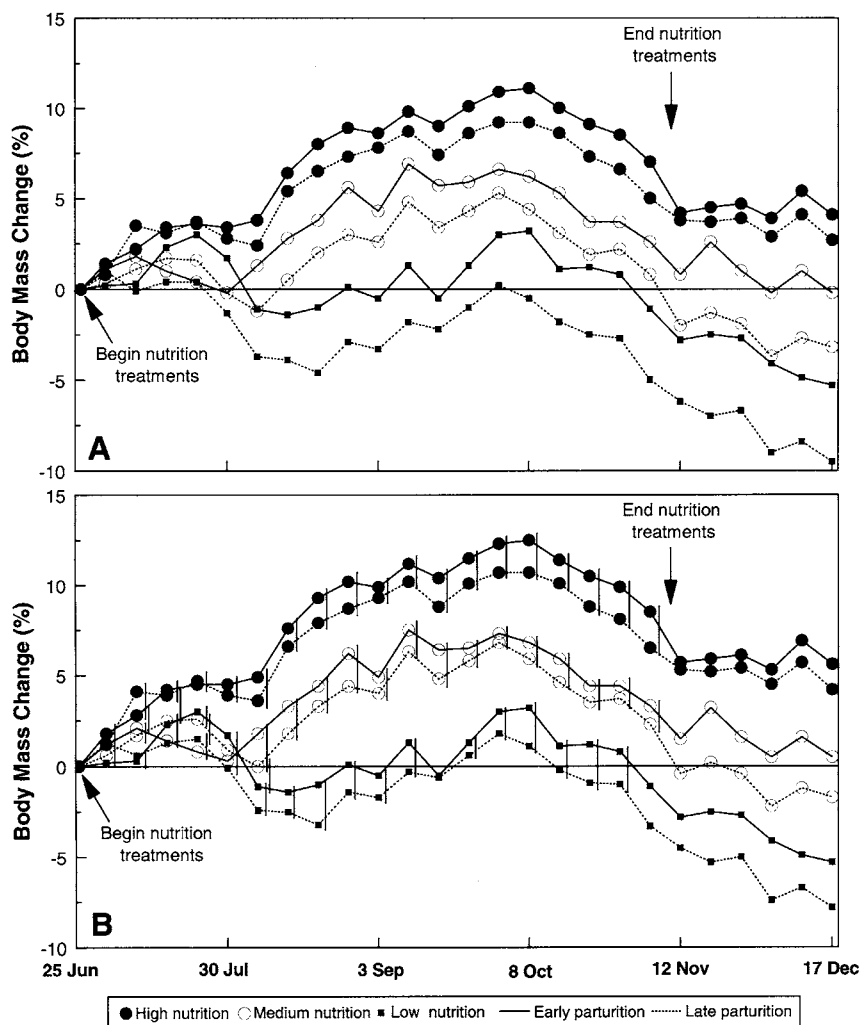 15
10
5
0
-5
-10
Body Mass Change (%)
End nutrition
treatments
Begin nutrition
treatments
A
15
10
5
0
-5
-10
Body Mass Change (%)
End nutrition
treatments
Begin nutrition
treatments
B
25 Jun 30 Jul 3 Sep 8 Oct 12 Nov 17 Dec
High nutrition Medium nutrition Low nutrition Early parturition Late parturition